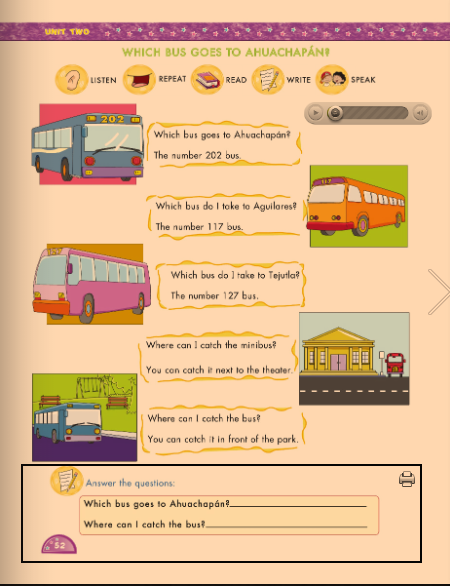 UNIT TWO
WHICH BUS GOES TO AHUACHAPÁN?
LISTEN REPEAT READ WRITE SPEAK
202
Which bus goes to Ahuachapán?
The number 202 bus.
Which bus do I take to Aguilares?
The number 117 bus.
Which bus do I take to Tejutla?
The number 127 bus.
Where can I catch the minibus?
You can catch it next to the theater.
Where can I catch the bus?
You can catch it in front of the park.
Answer the questions:
Which bus goes to Ahuachapán?
Where can I catch the bus?
52